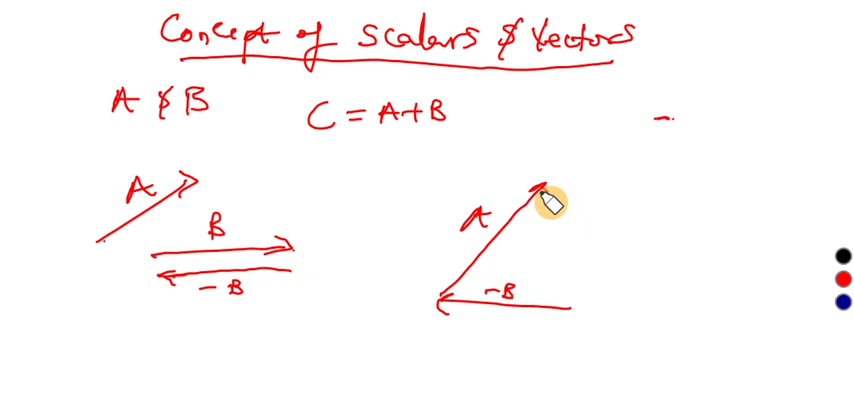 Concept of Scalars & Vectors
A & B
C = A+B
A
B
- B
A
-B